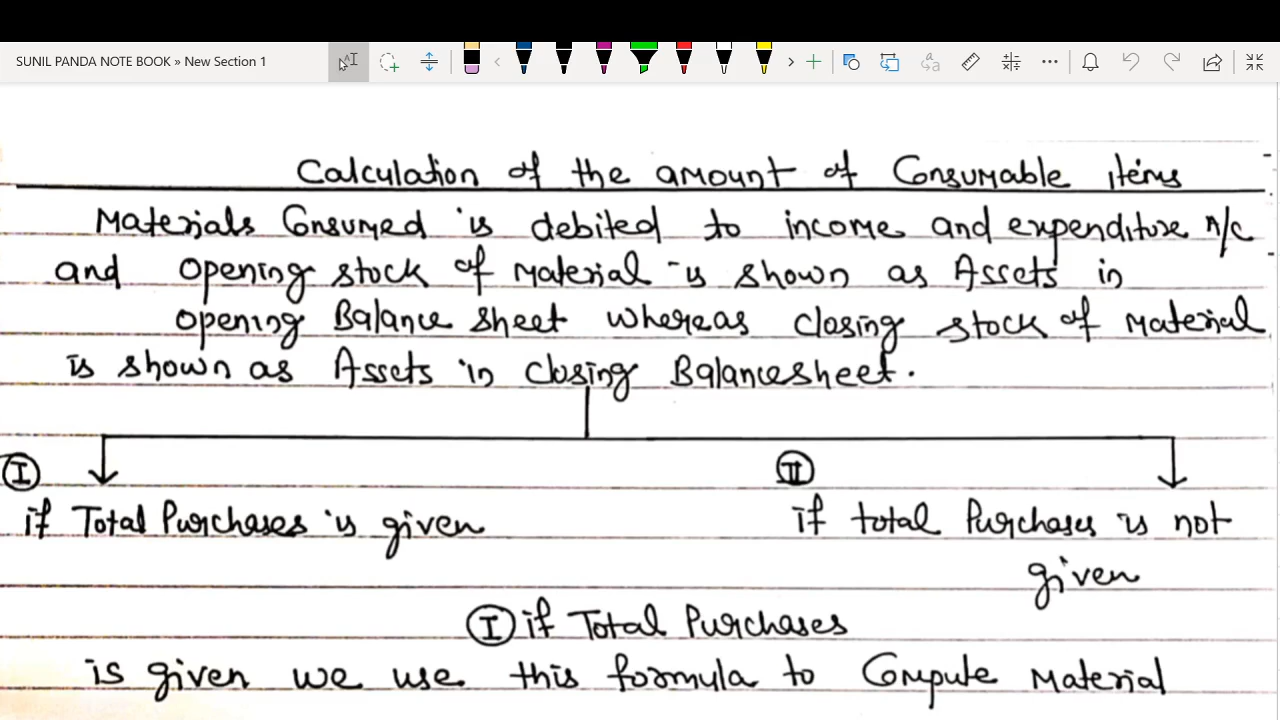 SUNIL PANDA NOTE BOOK » New Section 1
Calculation of the amount of Consumable items
Materials Consumed is debited to income and expenditure A/C
and opening stock of material is shown as Assets in
opening Balance sheet whereas closing stock of material
is shown as Assets in closing Balancesheet.
I II
if Total Purchases is given if total Purchases is not
given
I if Total Purchases
is given we use this formula to Compute Material